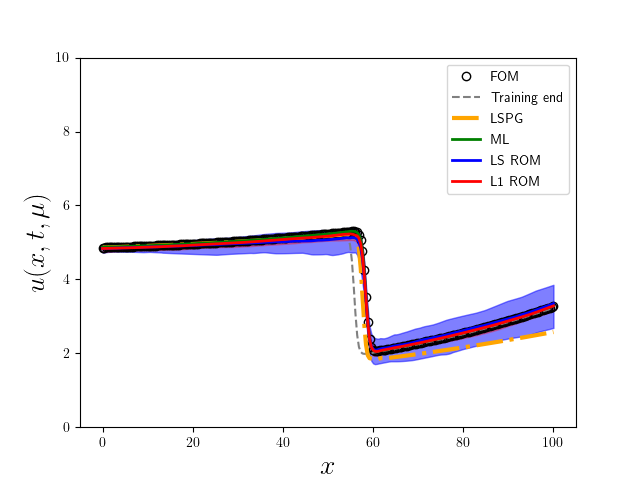 10
8
6
4
2
0
u(x, t, μ)
FOM
Training end
LSPG
ML
LS ROM
L1 ROM
0 20 40 60 80 100
x